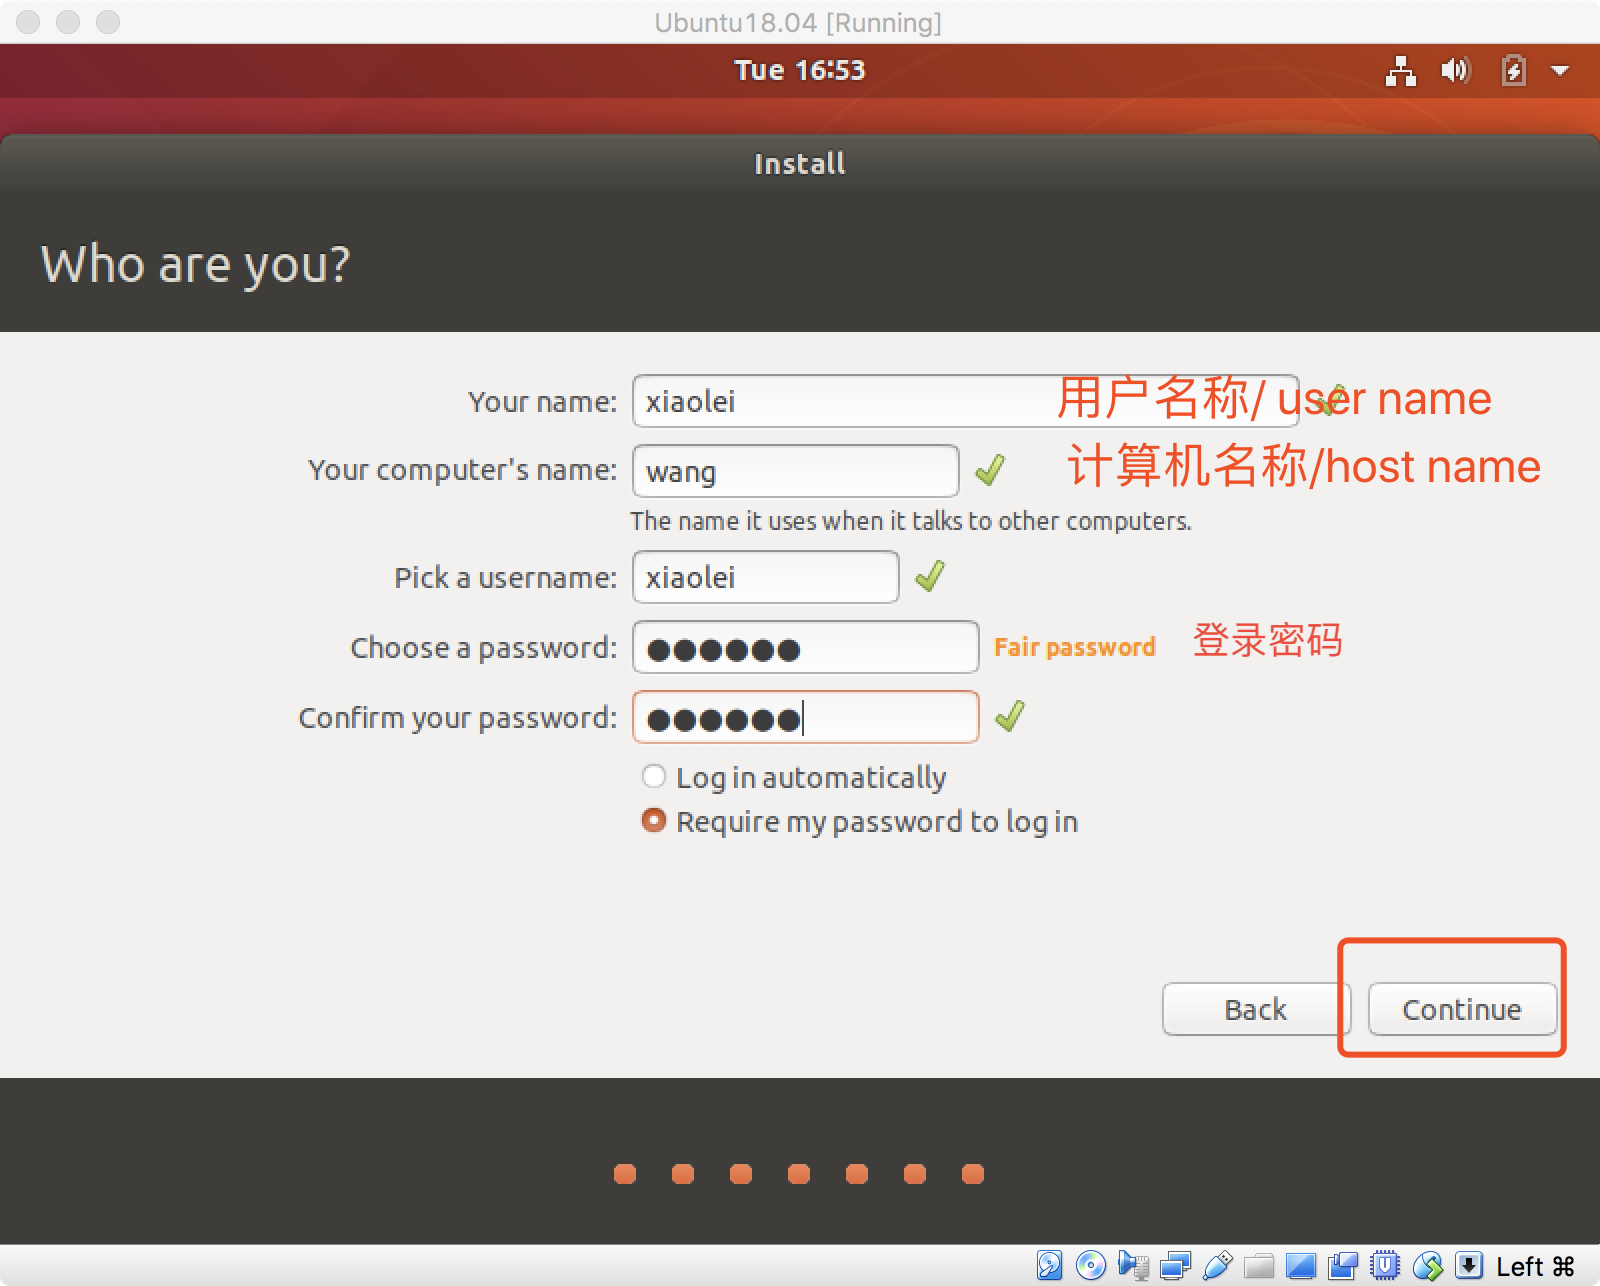 Ubuntu18.04 [Running]
Tue 16:53
Install
Who are you?
Your name: xiaolei 用户名称/ user name
Your computer's name: wang 计算机名称/host name
The name it uses when it talks to other computers.
Pick a username: xiaolei
Choose a password: ●●●●●● Fair password 登录密码
Confirm your password: ●●●●●●
Log in automatically
Require my password to log in
Back Continue
Left ⌘